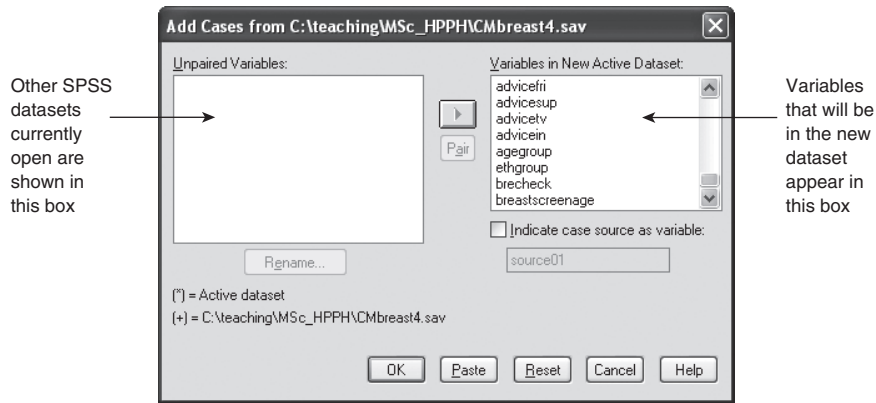 Add Cases from C:\teaching\MSc_HPPH\CMbreast4.sav
Other SPSS
datasets
currently
open are
shown in
this box
Unpaired Variables:
Pair
Variables in New Active Dataset:
advicefri
advicesup
advicetv
advicein
agegroup
ethgroup
brecheck
breastscreenage
Variables
that will be
in the new
dataset
appear in
this box
Indicate case source as variable:
source01
Rename...
(*) = Active dataset
(+) = C:\teaching\MSc_HPPH\CMbreast4.sav
OK
Paste
Reset
Cancel
Help